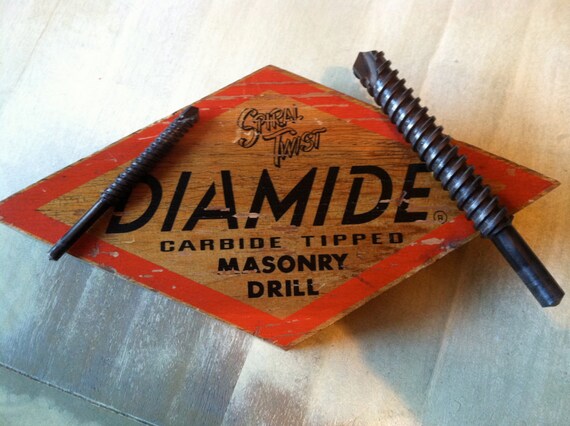 SPIRAL
TWIST
DIAMIDE®
CARBIDE TIPPED
MASONRY
DRILL